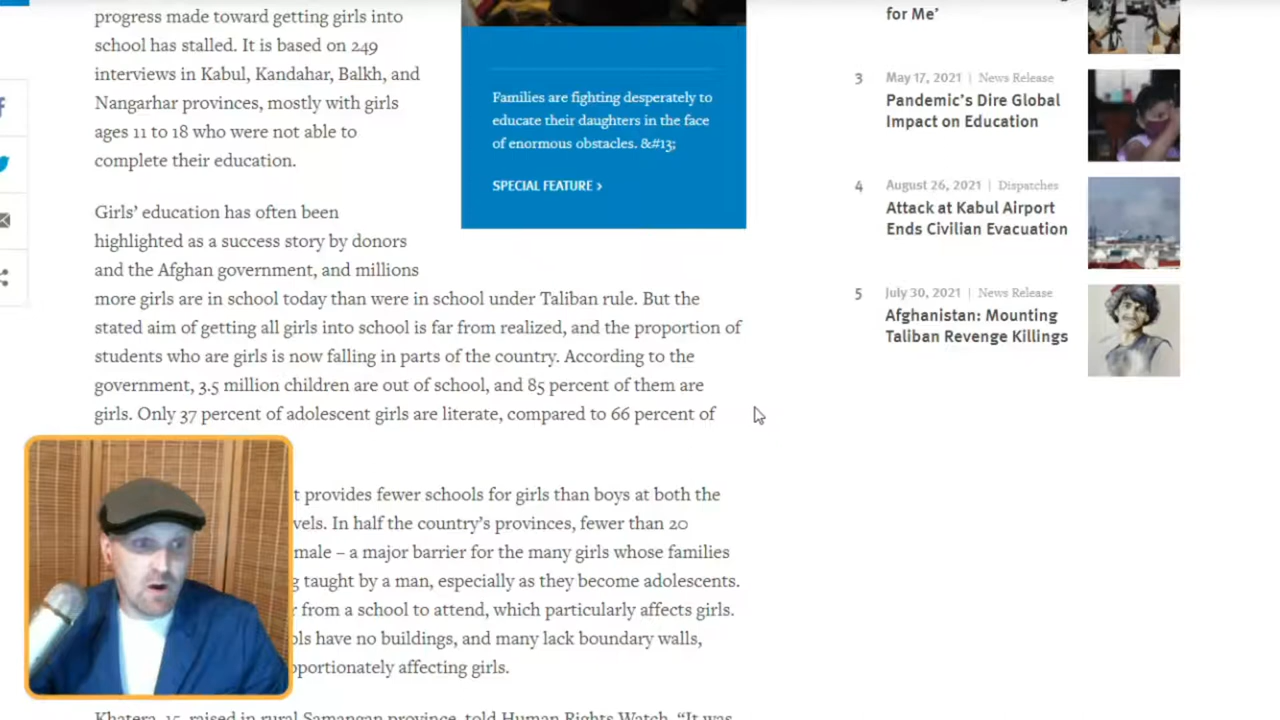 progress made toward getting girls into
school has stalled. It is based on 249
interviews in Kabul, Kandahar, Balkh, and
Nangarhar provinces, mostly with girls
ages 11 to 18 who were not able to
complete their education.
Families are fighting desperately to
educate their daughters in the face
of enormous obstacles. &#13;
SPECIAL FEATURE >
Girls’ education has often been
highlighted as a success story by donors
and the Afghan government, and millions
more girls are in school today than were in school under Taliban rule. But the
stated aim of getting all girls into school is far from realized, and the proportion of
students who are girls is now falling in parts of the country. According to the
government, 3.5 million children are out of school, and 85 percent of them are
girls. Only 37 percent of adolescent girls are literate, compared to 66 percent of
t provides fewer schools for girls than boys at both the
vels. In half the country’s provinces, fewer than 20
male – a major barrier for the many girls whose families
g taught by a man, especially as they become adolescents.
r from a school to attend, which particularly affects girls.
ols have no buildings, and many lack boundary walls,
oportionately affecting girls.
Khatera, 15, raised in rural Samangan province, told Human Rights Watch, “It was
for Me’
3 May 17, 2021 | News Release
Pandemic’s Dire Global
Impact on Education
4 August 26, 2021 | Dispatches
Attack at Kabul Airport
Ends Civilian Evacuation
5 July 30, 2021 | News Release
Afghanistan: Mounting
Taliban Revenge Killings